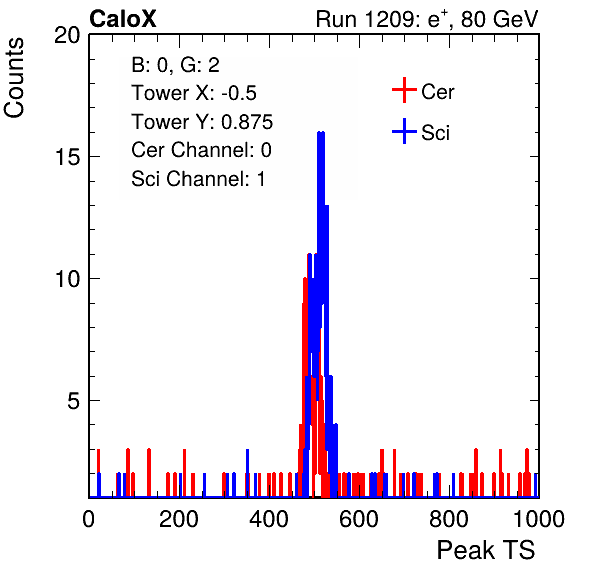 CaloX Run 1209: e⁺, 80 GeV
Counts
20
15
10
5
B: 0, G: 2
Tower X: -0.5
Tower Y: 0.875
Cer Channel: 0
Sci Channel: 1
Cer
Sci
0 200 400 600 800 1000
Peak TS